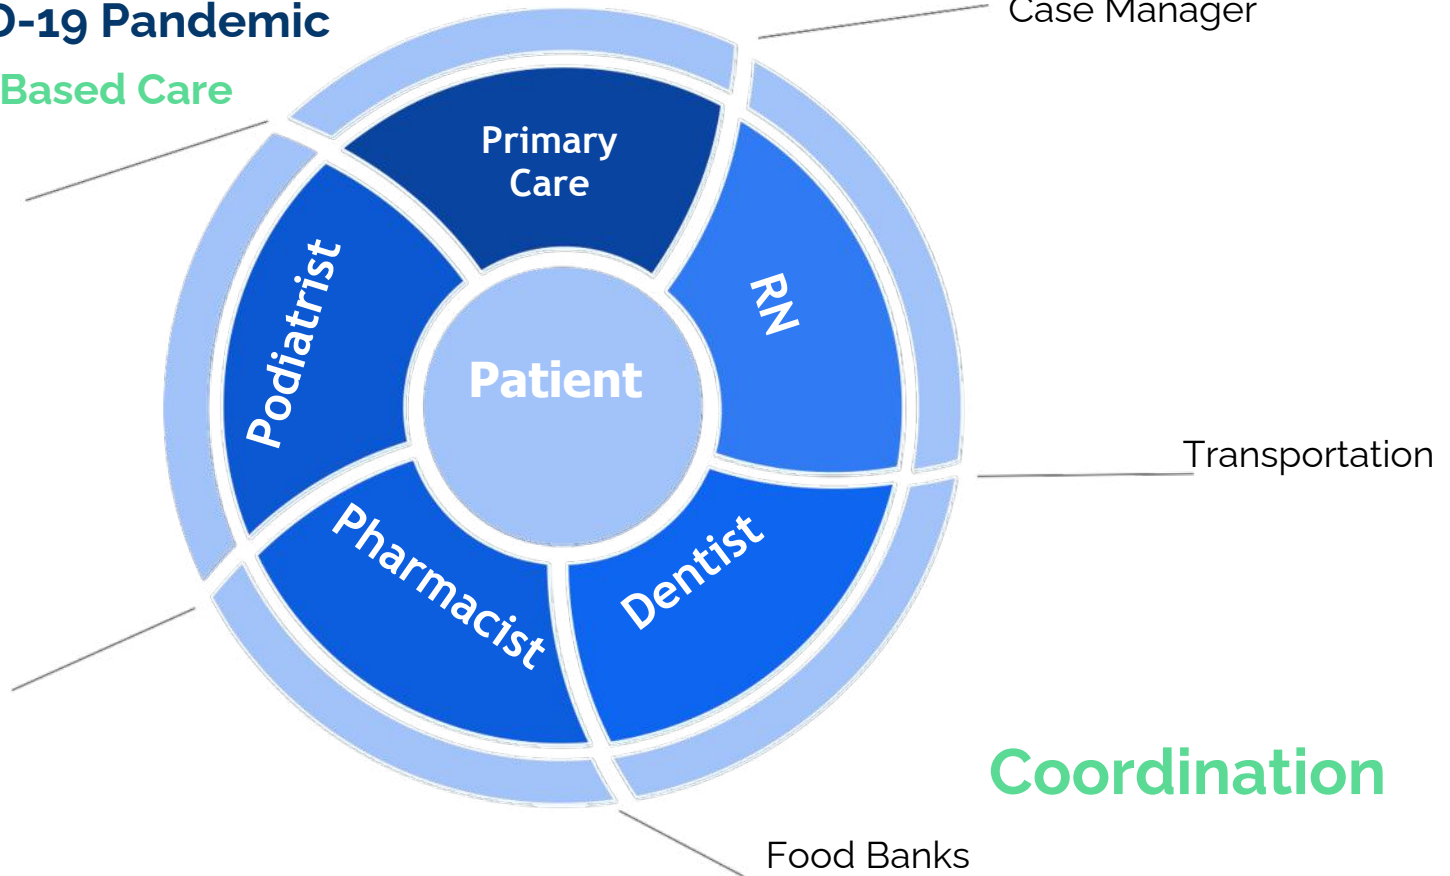 D-19 Pandemic
Case Manager
Based Care
Primary
Care
RN
Podiatrist
Patient
Transportation
Pharmacist
Dentist
Coordination
Food Banks